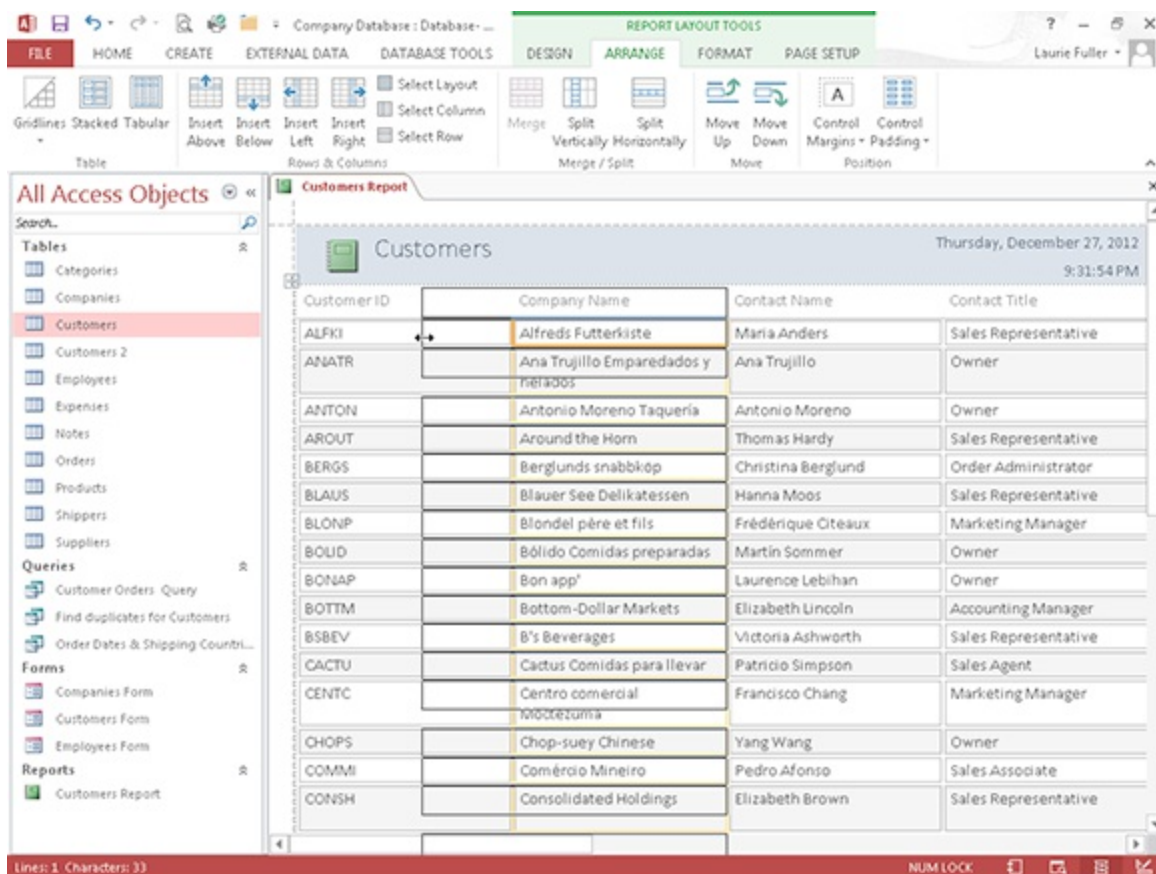 Company Database : Database- ...
REPORT LAYOUT TOOLS
?
FILE HOME CREATE EXTERNAL DATA DATABASE TOOLS DESIGN ARRANGE FORMAT PAGE SETUP Laurie Fuller
Gridlines Stacked Tabular
Insert Above Insert Below Insert Left Insert Right
Select Layout
Select Column
Select Row
Merge Split Vertically Split Horizontally
Move Up Move Down
A
Control Margins Control Padding
Table Rows & Columns Merge / Split Move Position
All Access Objects
Search...
Tables
Categories
Companies
Customers
Customers 2
Employees
Expenses
Notes
Orders
Products
Shippers
Suppliers
Queries
Customer Orders Query
Find duplicates for Customers
Order Dates & Shipping Countri...
Forms
Companies Form
Customers Form
Employees Form
Reports
Customers Report
Customers Report
Customers
Thursday, December 27, 2012
9:31:54 PM
Customer ID Company Name Contact Name Contact Title
ALFKI Alfreds Futterkiste Maria Anders Sales Representative
ANATR Ana Trujillo Emparedados y Ana Trujillo Owner
helados
ANTON Antonio Moreno Taquería Antonio Moreno Owner
AROUT Around the Horn Thomas Hardy Sales Representative
BERGS Berglunds snabbköp Christina Berglund Order Administrator
BLAUS Blauer See Delikatessen Hanna Moos Sales Representative
BLONP Blondel père et fils Frédérique Citeaux Marketing Manager
BOLID Bólido Comidas preparadas Martín Sommer Owner
BONAP Bon app' Laurence Lebihan Owner
BOTTM Bottom-Dollar Markets Elizabeth Lincoln Accounting Manager
BSBEV B's Beverages Victoria Ashworth Sales Representative
CACTU Cactus Comidas para llevar Patricio Simpson Sales Agent
CENTC Centro comercial Francisco Chang Marketing Manager
Moctezuma
CHOPS Chop-suey Chinese Yang Wang Owner
COMMI Comércio Mineiro Pedro Afonso Sales Associate
CONSH Consolidated Holdings Elizabeth Brown Sales Representative
Lines: 1 Characters: 33
NUM LOCK